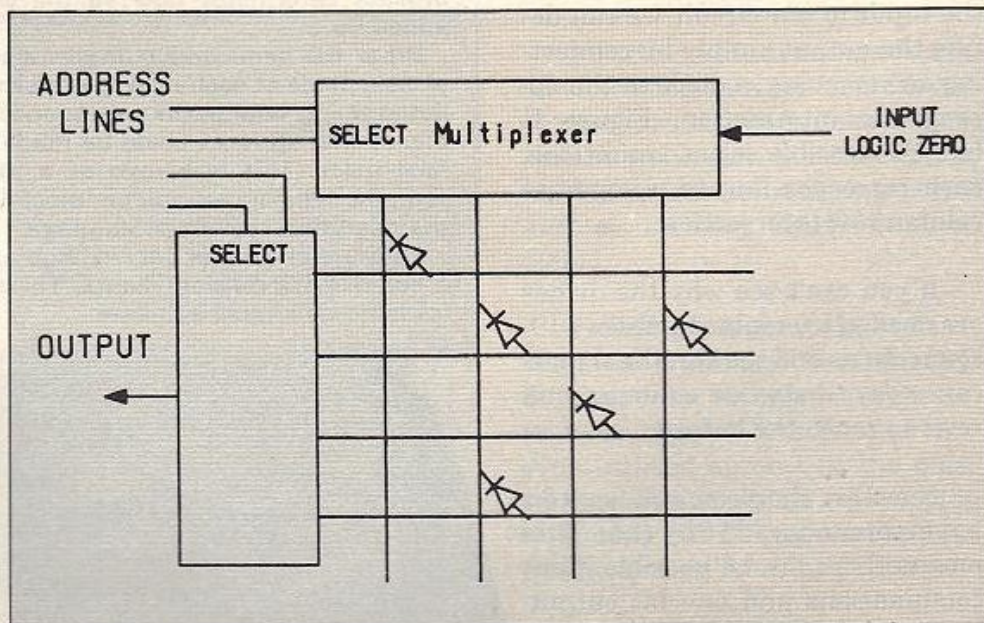 ADDRESS
LINES
SELECT Multiplexer
INPUT
LOGIC ZERO
SELECT
OUTPUT